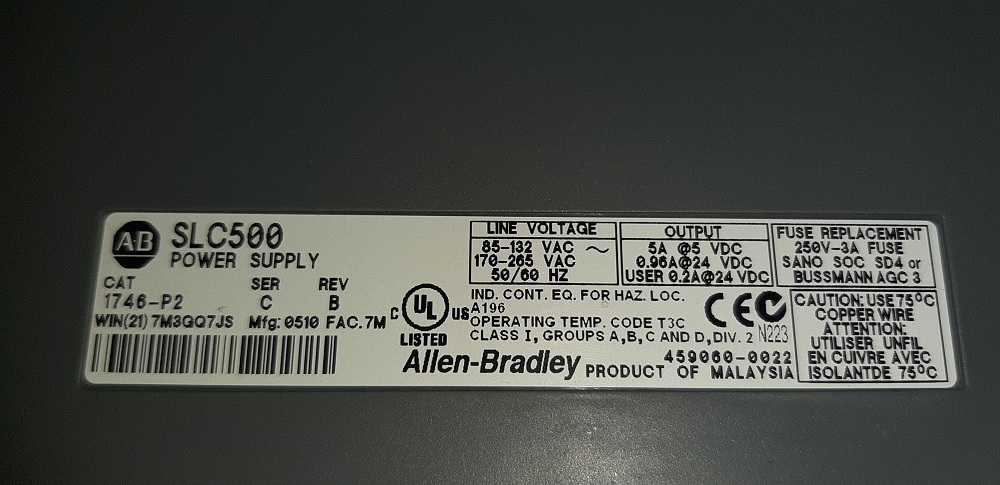 AB
SLC500
POWER SUPPLY
CAT SER REV
1746-P2 C B
WIN(21) 7M3GQ7JS Mfg: 0510 FAC. 7M
LINE VOLTAGE
85-132 VAC ~
170-265 VAC
50/60 HZ
OUTPUT
5A @5 VDC
0.96A@24 VDC
USER 0.2A@24 VDC
FUSE REPLACEMENT
250V-3A FUSE
SANO SOC SD4 or
BUSSMANN AGC 3
C UL US
LISTED
IND. CONT. EQ. FOR HAZ. LOC.
A196
OPERATING TEMP. CODE T3C
CLASS I, GROUPS A, B, C AND D, DIV. 2
CE
N223
Allen-Bradley
459060-0022
PRODUCT OF MALAYSIA
CAUTION: USE 75°C
COPPER WIRE
ATTENTION:
UTILISER UNFIL
EN CUIVRE AVEC
ISOLANTDE 75°C